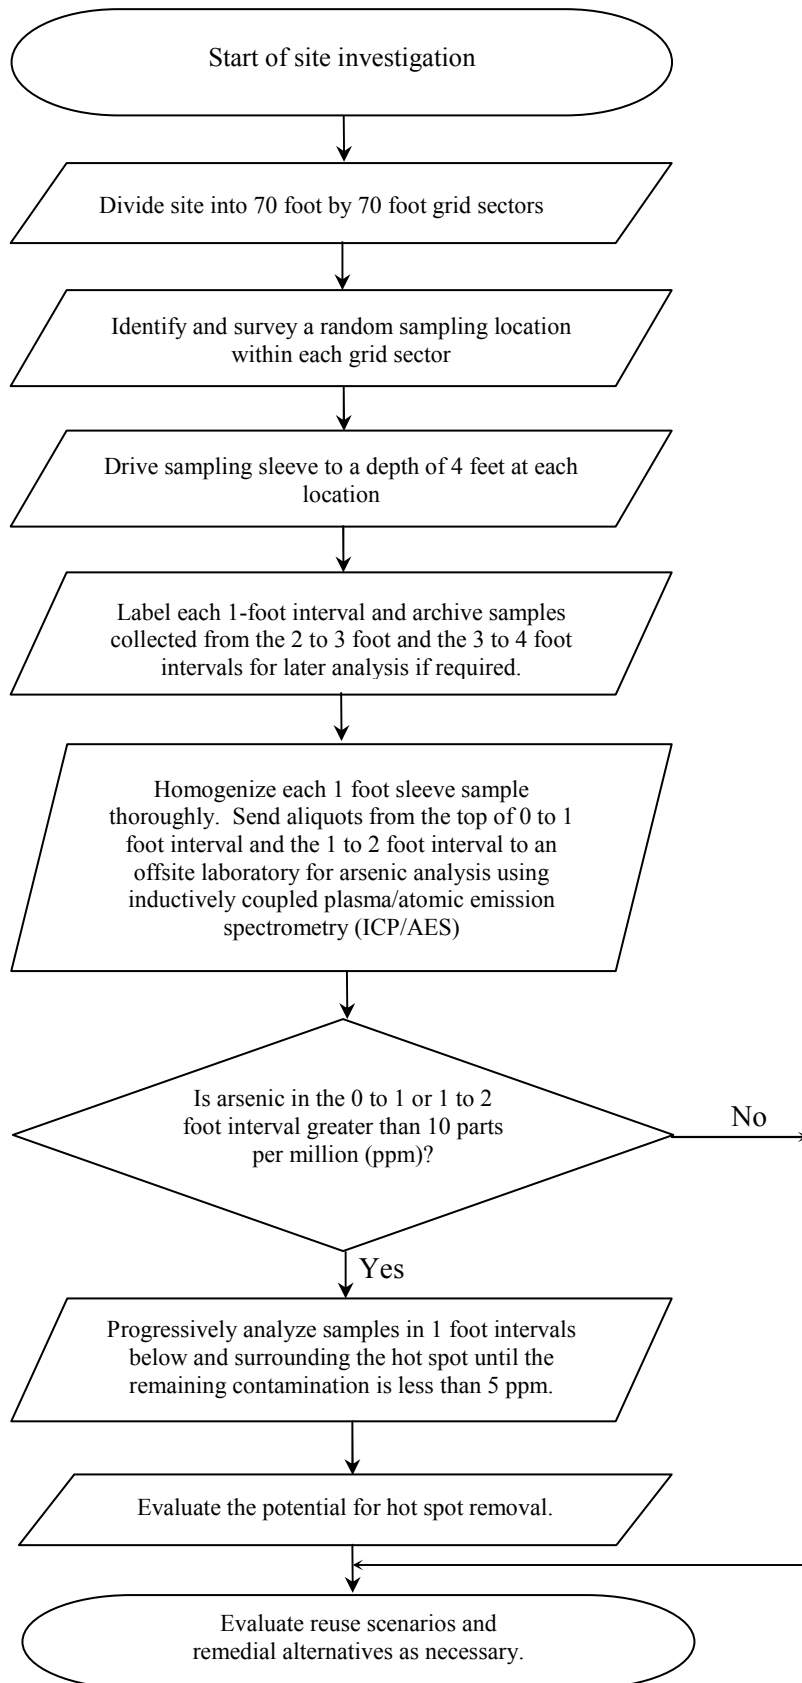 Start of site investigation
Divide site into 70 foot by 70 foot grid sectors
Identify and survey a random sampling location
within each grid sector
Drive sampling sleeve to a depth of 4 feet at each
location
Label each 1-foot interval and archive samples
collected from the 2 to 3 foot and the 3 to 4 foot
intervals for later analysis if required.
Homogenize each 1 foot sleeve sample
thoroughly.  Send aliquots from the top of 0 to 1
foot interval and the 1 to 2 foot interval to an
offsite laboratory for arsenic analysis using
inductively coupled plasma/atomic emission
spectrometry (ICP/AES)
Is arsenic in the 0 to 1 or 1 to 2
foot interval greater than 10 parts
per million (ppm)?
No
Yes
Progressively analyze samples in 1 foot intervals
below and surrounding the hot spot until the
remaining contamination is less than 5 ppm.
Evaluate the potential for hot spot removal.
Evaluate reuse scenarios and
remedial alternatives as necessary.